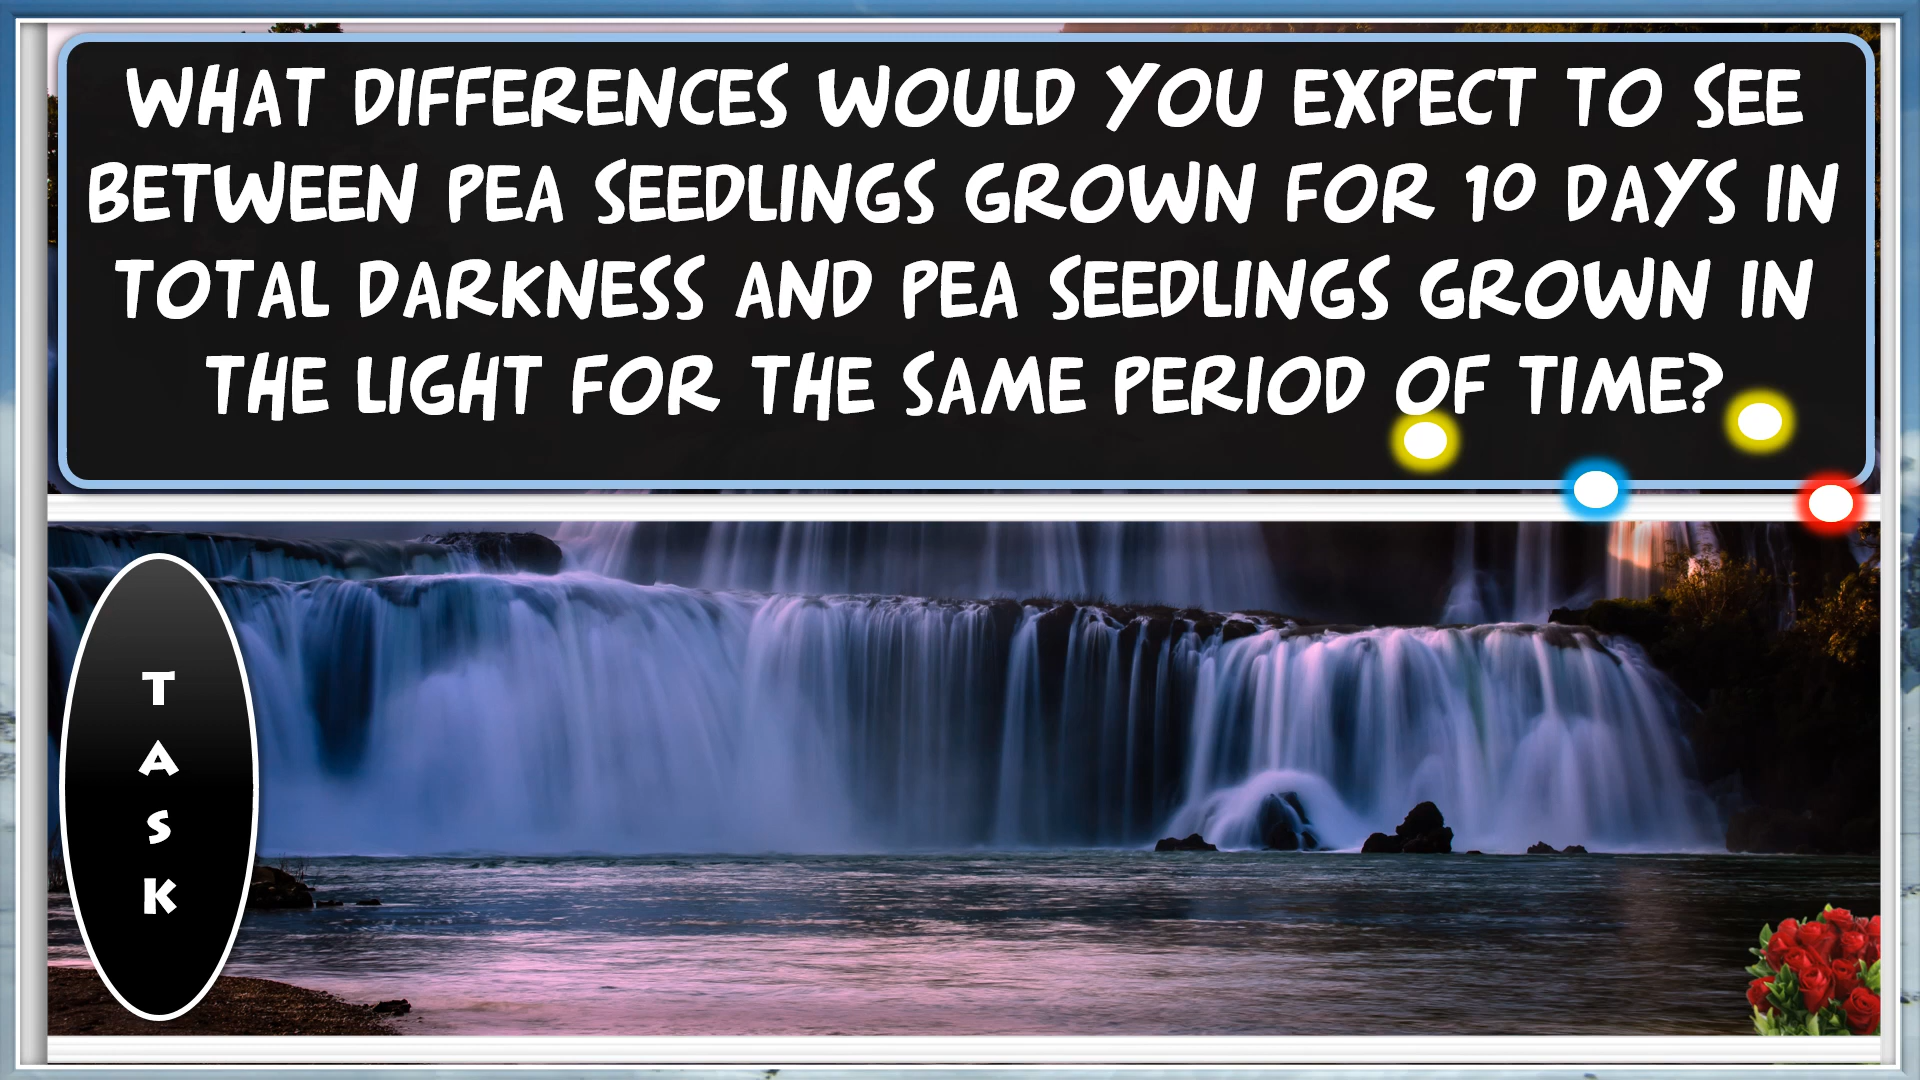 WHAT DIFFERENCES WOULD YOU EXPECT TO SEE
BETWEEN PEA SEEDLINGS GROWN FOR 10 DAYS IN
TOTAL DARKNESS AND PEA SEEDLINGS GROWN IN
THE LIGHT FOR THE SAME PERIOD OF TIME?
T
A
S
K